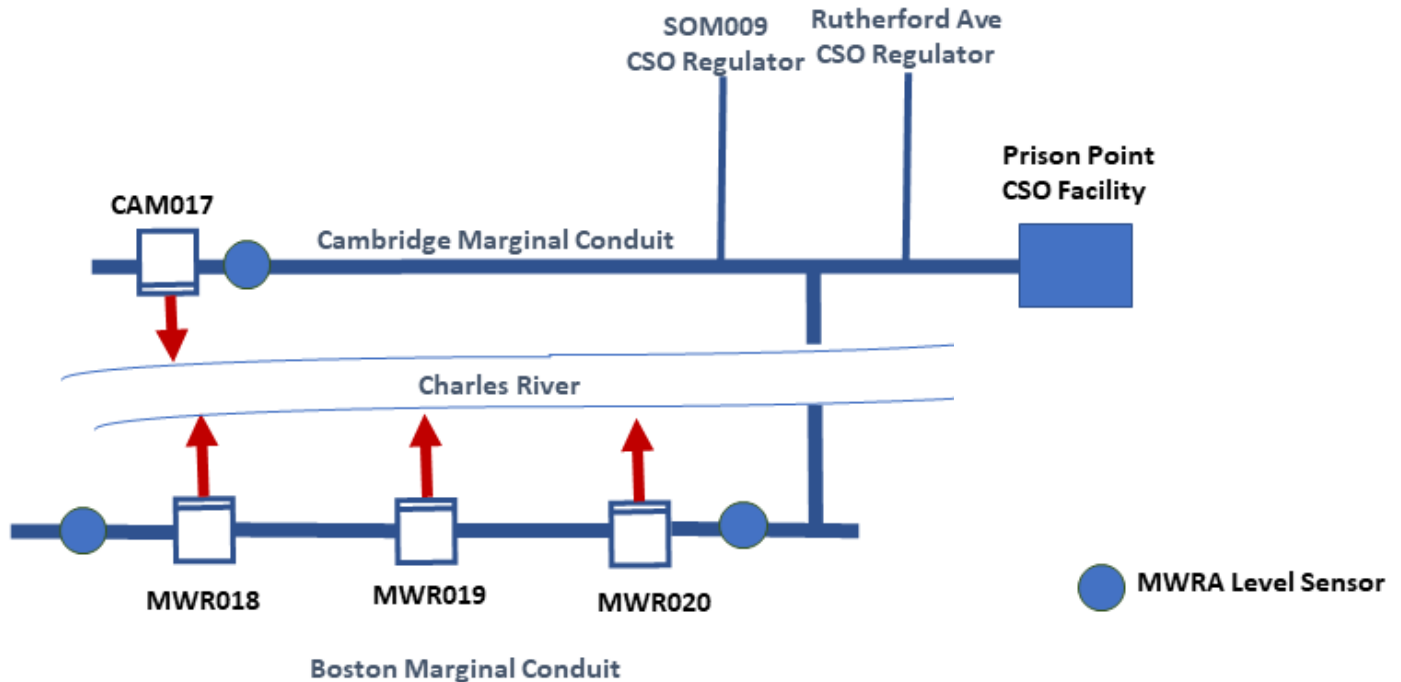 SOM009
CSO Regulator
Rutherford Ave
CSO Regulator
Prison Point
CSO Facility
CAM017
Cambridge Marginal Conduit
Charles River
MWR018
MWR019
MWR020
MWRA Level Sensor
Boston Marginal Conduit